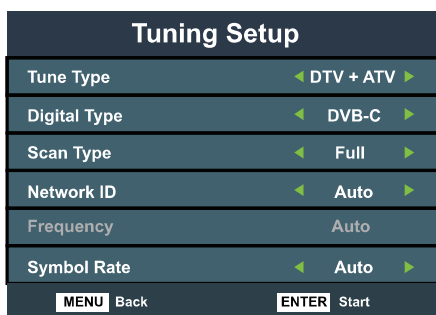 Tuning Setup
Tune Type DTV + ATV
Digital Type DVB-C
Scan Type Full
Network ID Auto
Frequency Auto
Symbol Rate Auto
MENU Back ENTER Start